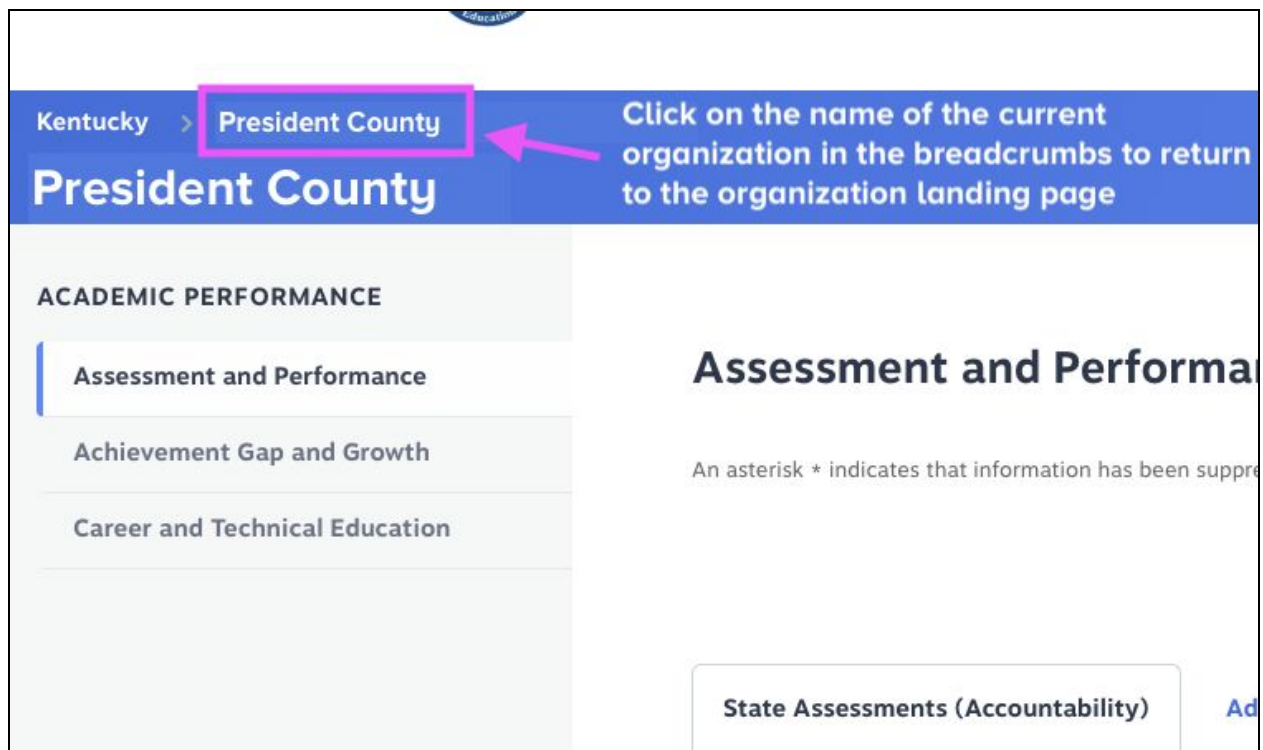 Education
Kentucky > President County
President County
Click on the name of the current
organization in the breadcrumbs to return
to the organization landing page
ACADEMIC PERFORMANCE
Assessment and Performance
Achievement Gap and Growth
Career and Technical Education
Assessment and Performa
An asterisk * indicates that information has been suppre
State Assessments (Accountability)
Ad